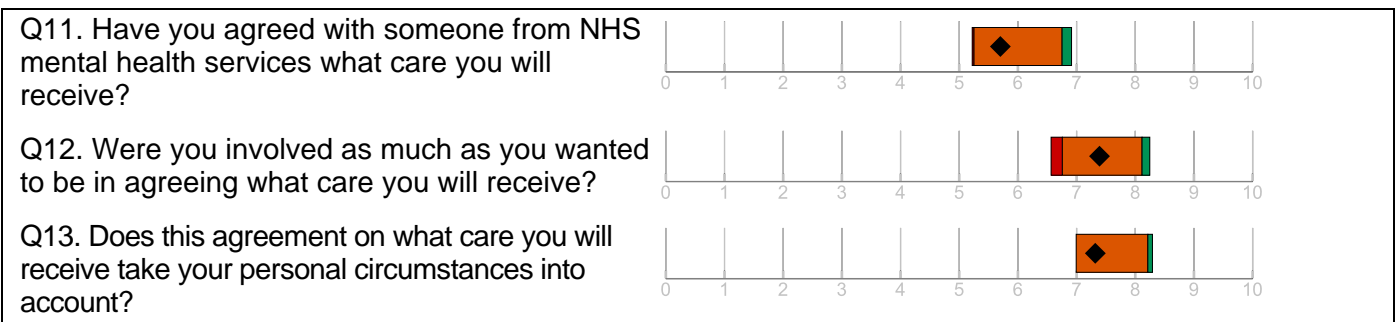 Q11. Have you agreed with someone from NHS
mental health services what care you will
receive?
0 1 2 3 4 5 6 7 8 9 10
Q12. Were you involved as much as you wanted
to be in agreeing what care you will receive?
0 1 2 3 4 5 6 7 8 9 10
Q13. Does this agreement on what care you will
receive take your personal circumstances into
account?
0 1 2 3 4 5 6 7 8 9 10